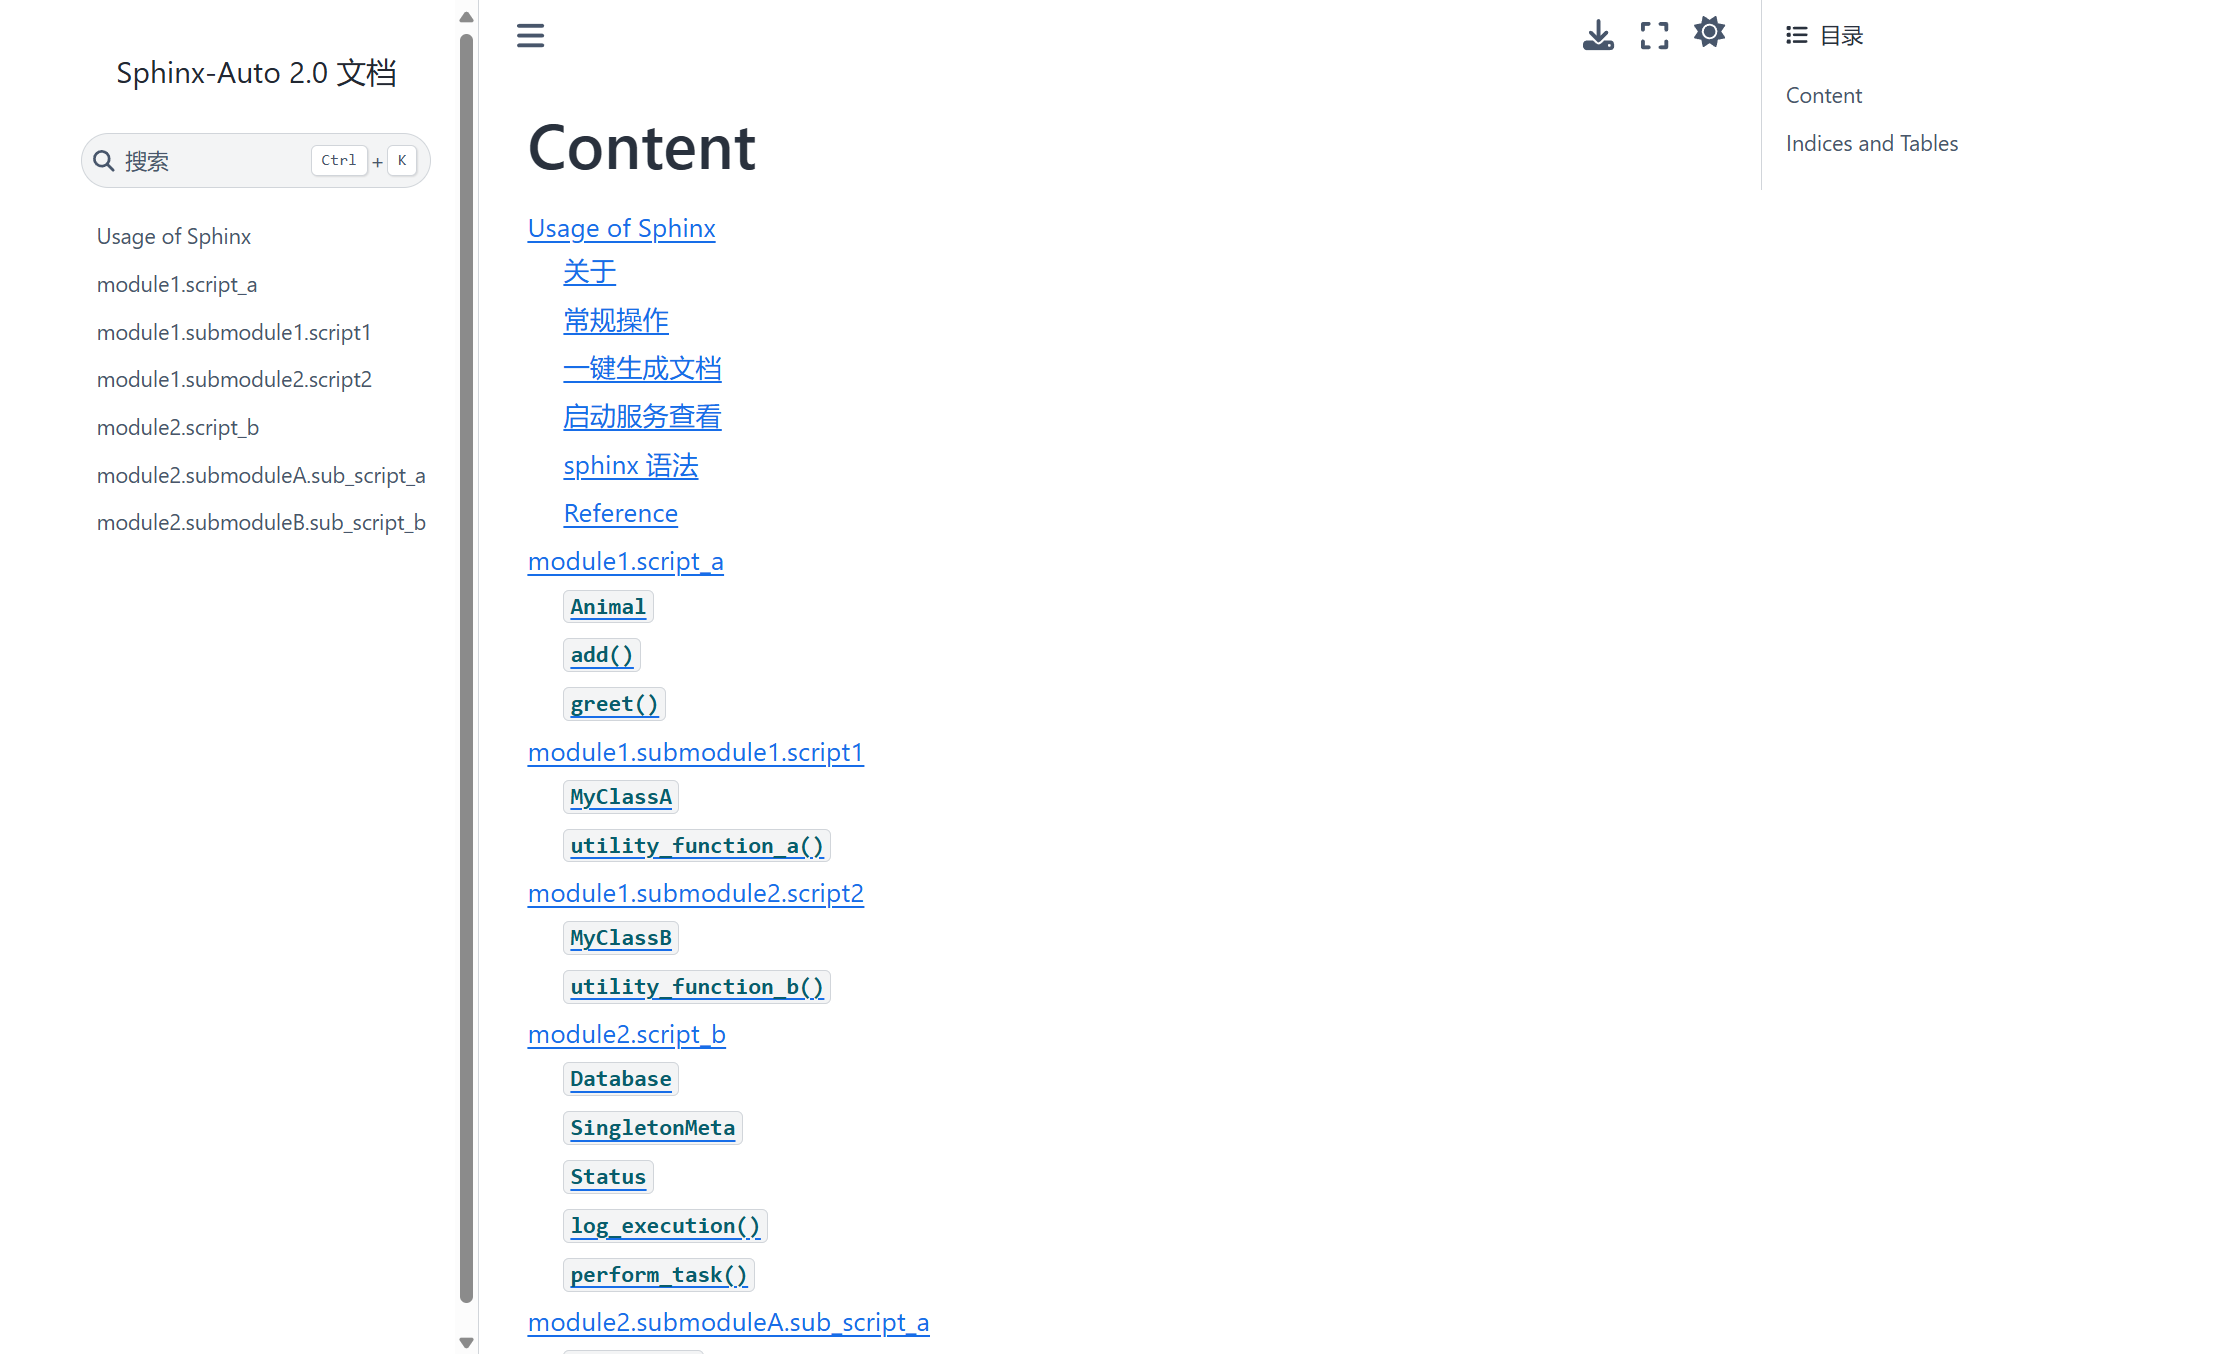 Sphinx-Auto 2.0 文档
搜索 Ctrl + K
Usage of Sphinx
module1.script_a
module1.submodule1.script1
module1.submodule2.script2
module2.script_b
module2.submoduleA.sub_script_a
module2.submoduleB.sub_script_b
Content
Usage of Sphinx
关于
常规操作
一键生成文档
启动服务查看
sphinx 语法
Reference
module1.script_a
Animal
add()
greet()
module1.submodule1.script1
MyClassA
utility_function_a()
module1.submodule2.script2
MyClassB
utility_function_b()
module2.script_b
Database
SingletonMeta
Status
log_execution()
perform_task()
module2.submoduleA.sub_script_a
目录
Content
Indices and Tables